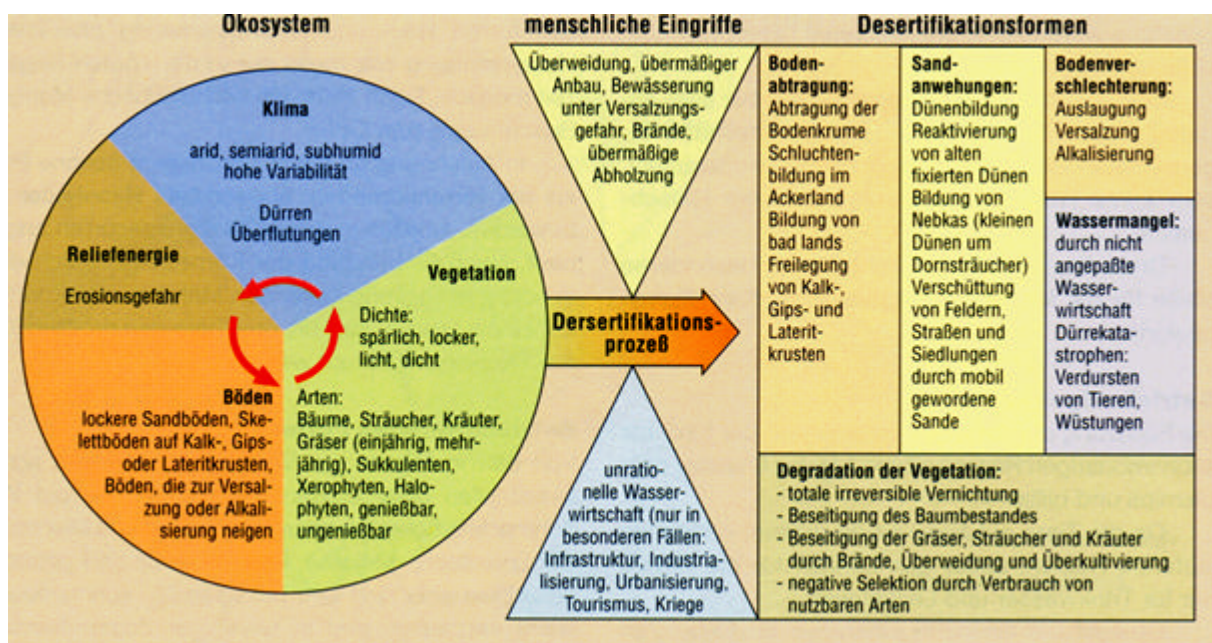 Ökosystem
menschliche Eingriffe
Desertifikationsformen
Klima
arid, semiarid, subhumid
hohe Variabilität
Dürren
Überflutungen
Reliefenergie
Erosionsgefahr
Vegetation
Dichte:
spärlich, locker,
licht, dicht
Böden
lockere Sandböden, Ske-
lettböden auf Kalk-, Gips-
oder Lateritkrusten,
Böden, die zur Versal-
zung oder Alkali-
sierung neigen
Arten:
Bäume, Sträucher, Kräuter,
Gräser (einjährig, mehr-
jährig), Sukkulenten,
Xerophyten, Halo-
phyten, genießbar,
ungenießbar
Überweidung, übermäßiger
Anbau, Bewässerung
unter Versalzungs-
gefahr, Brände,
übermäßige
Abholzung
Dersertifikations-
prozeß
unratio-
nelle Wasser-
wirtschaft (nur in
besonderen Fällen:
Infrastruktur, Industria-
lisierung, Urbanisierung,
Tourismus, Kriege
Boden-
abtragung:
Abtragung der
Bodenkrume
Schluchten-
bildung im
Ackerland
Bildung von
bad lands
Freilegung
von Kalk-,
Gips- und
Laterit-
krusten
Sand-
anwehungen:
Dünenbildung
Reaktivierung
von alten
fixierten Dünen
Bildung von
Nebkas (kleinen
Dünen um
Dornsträucher)
Verschüttung
von Feldern,
Straßen und
Siedlungen
durch mobil
gewordene
Sande
Bodenver-
schlechterung:
Auslaugung
Versalzung
Alkalisierung
Wassermangel:
durch nicht
angepaßte
Wasser-
wirtschaft
Dürrekata-
strophen:
Verdursten
von Tieren,
Wüstungen
Degradation der Vegetation:
- totale irreversible Vernichtung
- Beseitigung des Baumbestandes
- Beseitigung der Gräser, Sträucher und Kräuter
durch Brände, Überweidung und Überkultivierung
- negative Selektion durch Verbrauch von
nutzbaren Arten